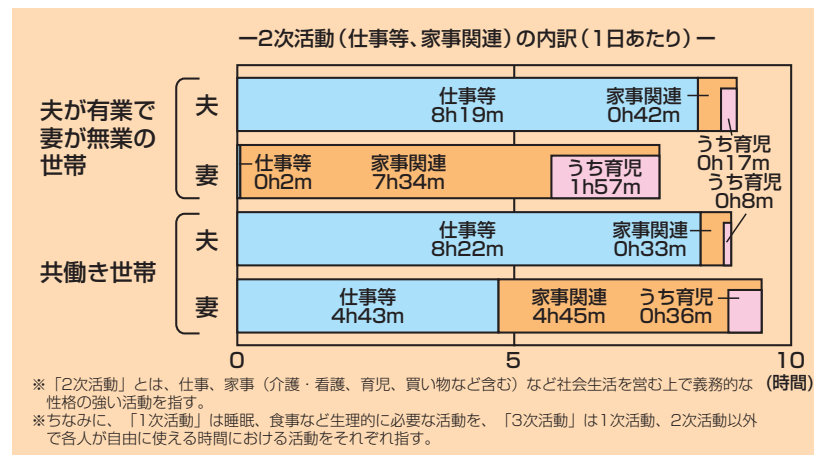 ー2次活動（仕事等、家事関連）の内訳（1日あたり）ー
夫が有業で
妻が無業の
世帯
夫
仕事等
8h19m
家事関連
0h42m
うち育児
0h17m
妻
仕事等
0h2m
家事関連
7h34m
うち育児
1h57m
うち育児
0h8m
共働き世帯
夫
仕事等
8h22m
家事関連
0h33m
妻
仕事等
4h43m
家事関連
4h45m
うち育児
0h36m
0 5 10
(時間)
※「2次活動」とは、仕事、家事（介護・看護、育児、買い物など含む）など社会生活を営む上で義務的な
性格の強い活動を指す。
※ちなみに、「1次活動」は睡眠、食事など生理的に必要な活動を、「3次活動」は1次活動、2次活動以外
で各人が自由に使える時間における活動をそれぞれ指す。